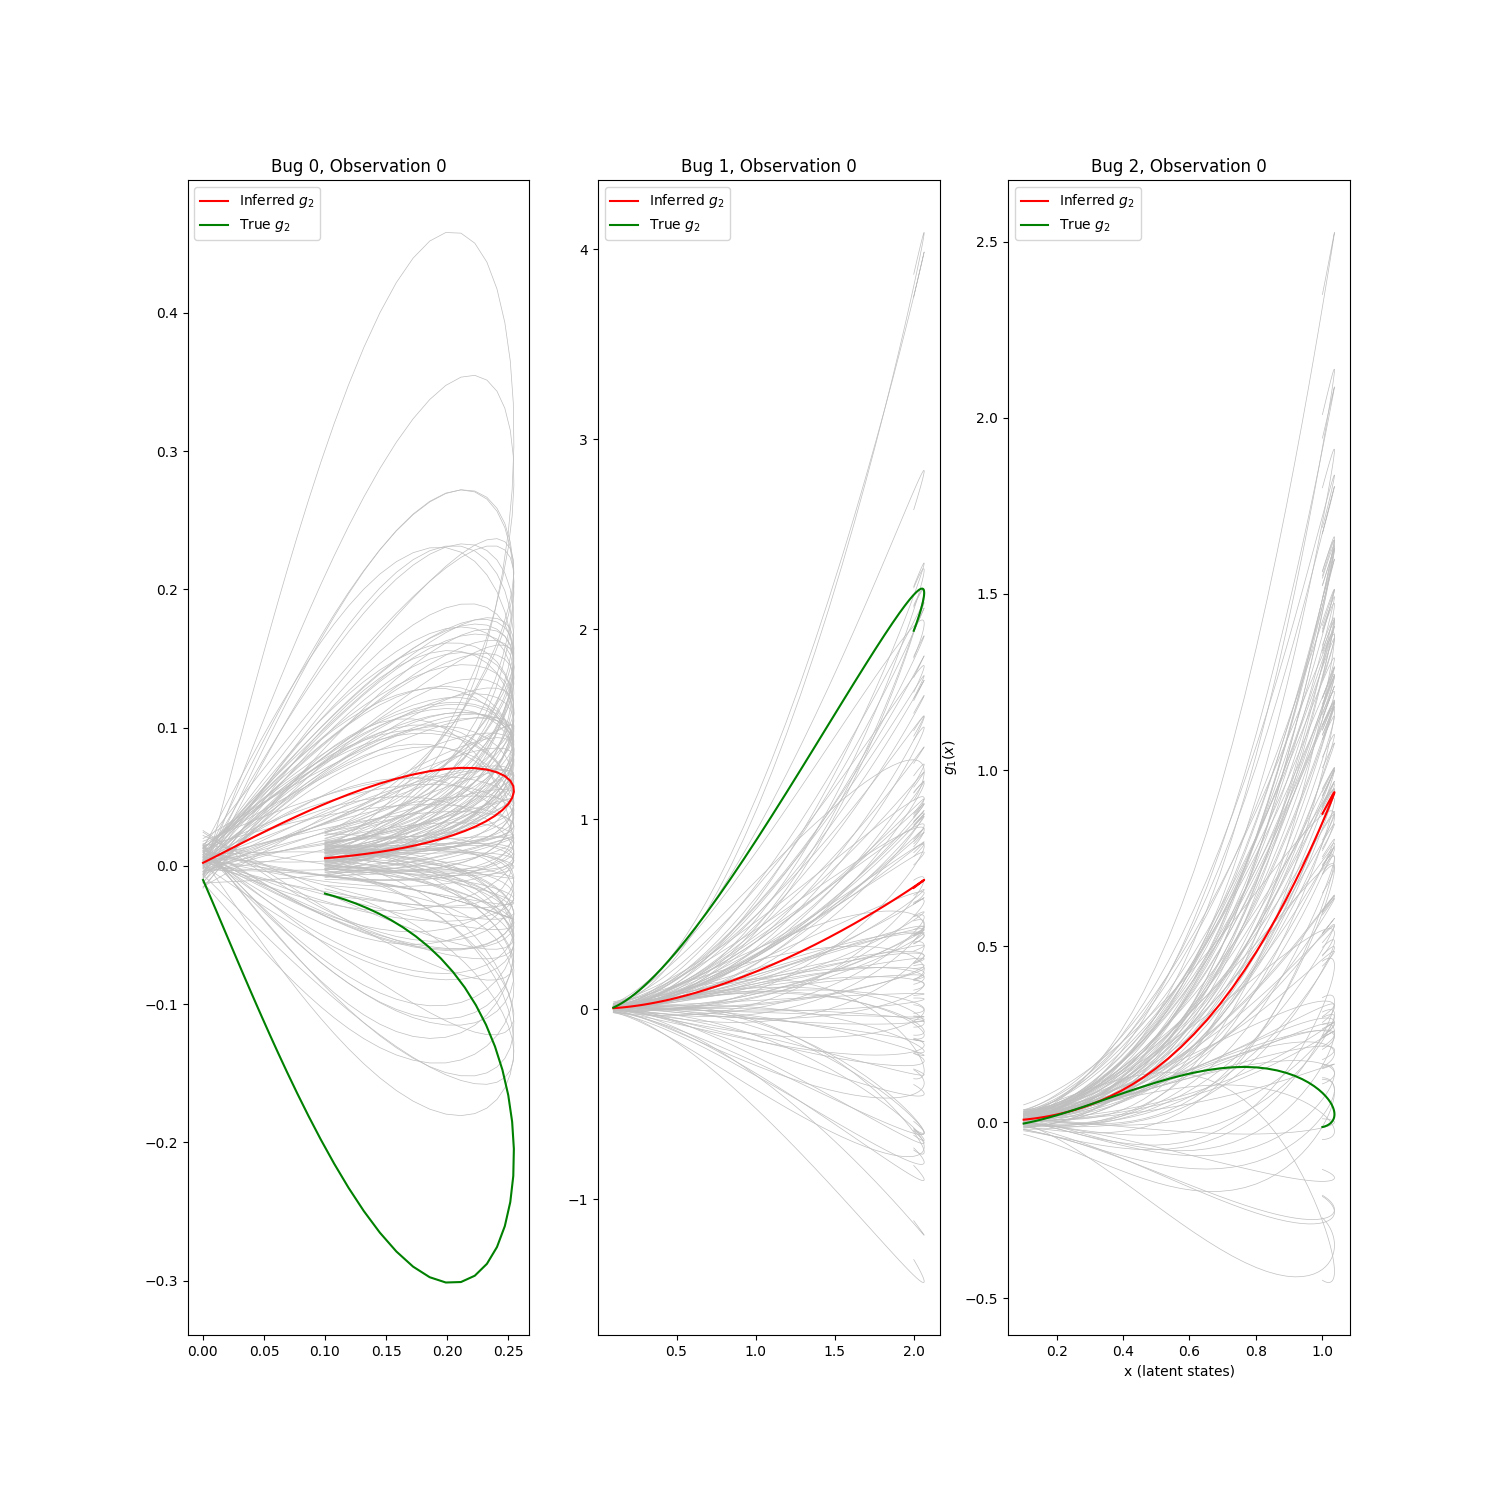 Bug 0, Observation 0
Inferred g₂
True g₂
0.4
0.3
0.2
0.1
0.0
−0.1
−0.2
−0.3
0.00 0.05 0.10 0.15 0.20 0.25
Bug 1, Observation 0
Inferred g₂
True g₂
4
3
2
1
0
−1
0.5 1.0 1.5 2.0
Bug 2, Observation 0
Inferred g₂
True g₂
g₁(x)
2.5
2.0
1.5
1.0
0.5
0.0
−0.5
0.2 0.4 0.6 0.8 1.0
x (latent states)